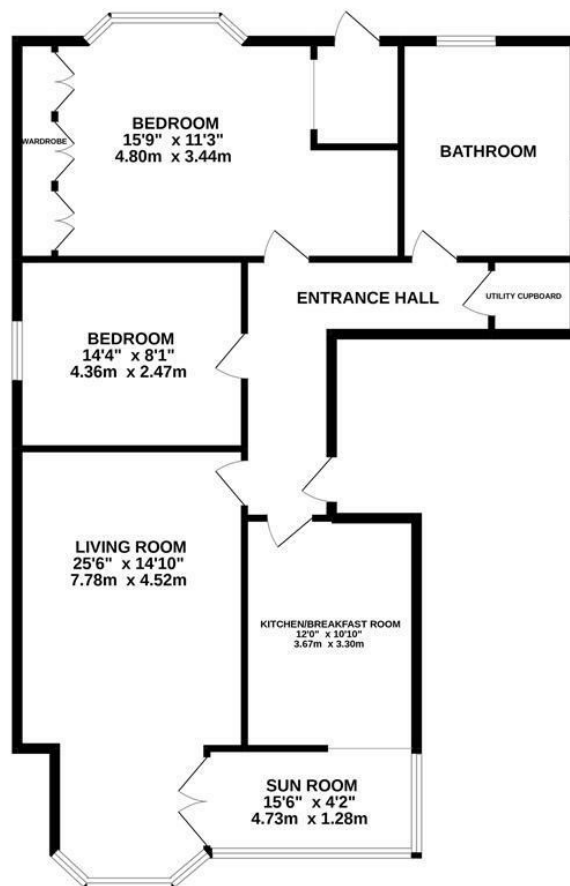 BEDROOM
15'9" x 11'3"
4.80m x 3.44m
WARDROBE
BATHROOM
ENTRANCE HALL
UTILITY CUPBOARD
BEDROOM
14'4" x 8'1"
4.36m x 2.47m
LIVING ROOM
25'6" x 14'10"
7.78m x 4.52m
KITCHEN/BREAKFAST ROOM
12'0" x 10'10"
3.67m x 3.30m
SUN ROOM
15'6" x 4'2"
4.73m x 1.28m